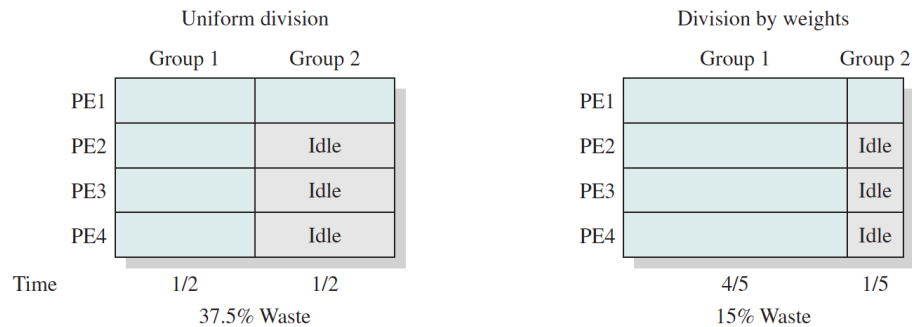 Uniform division
Group 1 Group 2
PE1
PE2 Idle
PE3 Idle
PE4 Idle
Time 1/2 1/2
37.5% Waste
Division by weights
Group 1 Group 2
PE1
PE2 Idle
PE3 Idle
PE4 Idle
4/5 1/5
15% Waste